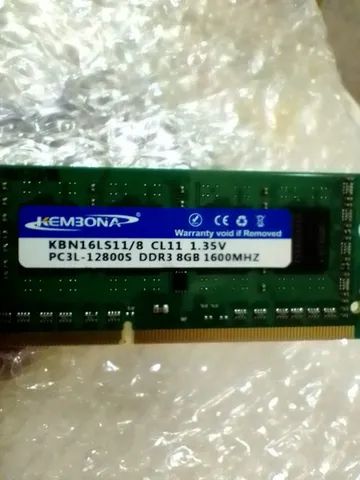 KEMBONA
Warranty void if Removed
KBN16LS11/8 CL11 1.35V
PC3L-12800S DDR3 8GB 1600MHZ